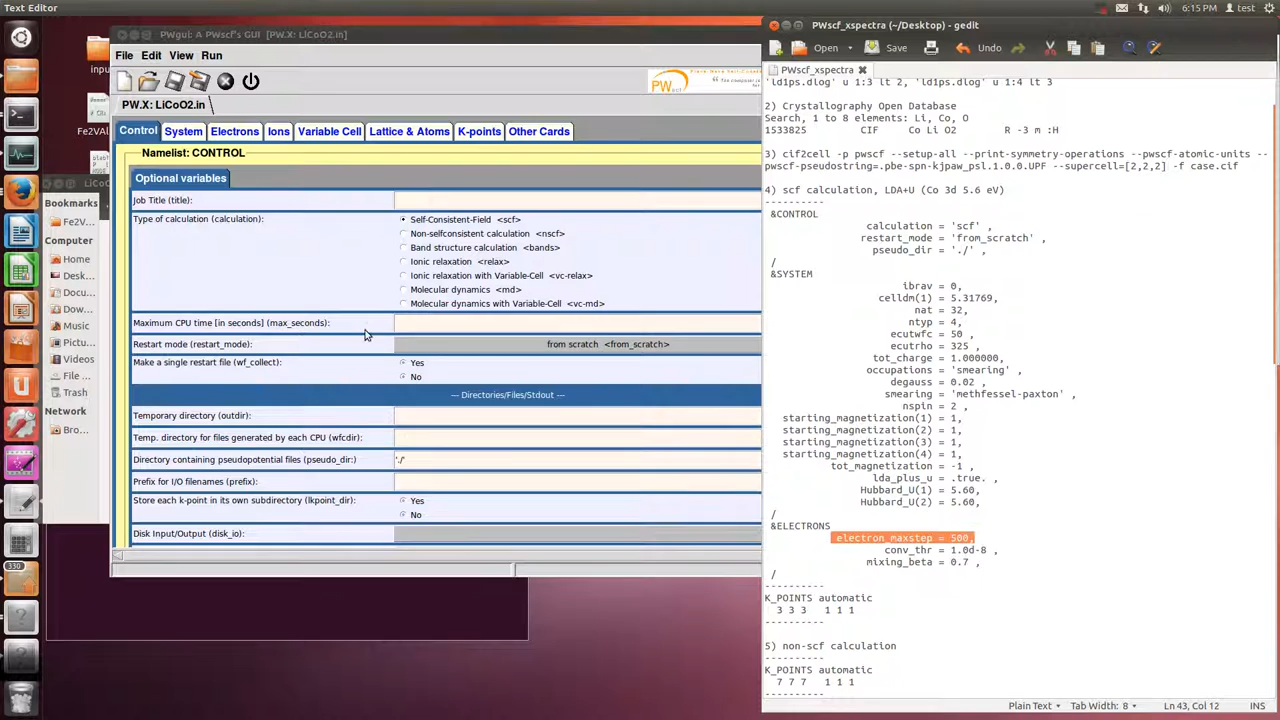 Text Editor
6:15 PM
test
PWgui: A PWscf's GUI [PW.X: LiCoO2.in]
File Edit View Run
PW.X: LiCoO2.in
Control System Electrons Ions Variable Cell Lattice & Atoms K-points Other Cards
Namelist: CONTROL
Optional variables
Job Title (title):
Type of calculation (calculation):
Self-Consistent-Field <scf>
Non-selfconsistent calculation <nscf>
Band structure calculation <bands>
Ionic relaxation <relax>
Ionic relaxation with Variable-Cell <vc-relax>
Molecular dynamics <md>
Molecular dynamics with Variable-Cell <vc-md>
Maximum CPU time [in seconds] (max_seconds):
Restart mode (restart_mode):
from scratch <from_scratch>
Make a single restart file (wf_collect):
Yes
No
--- Directories/Files/Stdout ---
Temporary directory (outdir):
Temp. directory for files generated by each CPU (wfcdir):
Directory containing pseudopotential files (pseudo_dir:)
'./'
Prefix for I/O filenames (prefix):
Store each k-point in its own subdirectory (lkpoint_dir):
Yes
No
Disk Input/Output (disk_io):
input
Fe2VAl
LiCoO
Bookmarks
Fe2V...
Computer
Home
Desk...
Docu...
Dow...
Music
Pictu...
Videos
File ...
Trash
Network
Bro...
330
PWscf_xspectra (~/Desktop) - gedit
Open Save Undo
PWscf_xspectra
'ld1ps.dlog' u 1:3 lt 2, 'ld1ps.dlog' u 1:4 lt 3
2) Crystallography Open Database
Search, 1 to 8 elements: Li, Co, O
1533825 CIF Co Li O2 R -3 m :H
3) cif2cell -p pwscf --setup-all --print-symmetry-operations --pwscf-atomic-units --
pwscf-pseudostring=.pbe-spn-kjpaw_psl.1.0.0.UPF --supercell=[2,2,2] -f case.cif
4) scf calculation, LDA+U (Co 3d 5.6 eV)
----------
&CONTROL
calculation = 'scf' ,
restart_mode = 'from_scratch' ,
pseudo_dir = './' ,
/
&SYSTEM
ibrav = 0,
celldm(1) = 5.31769,
nat = 32,
ntyp = 4,
ecutwfc = 50 ,
ecutrho = 325 ,
tot_charge = 1.000000,
occupations = 'smearing' ,
degauss = 0.02 ,
smearing = 'methfessel-paxton' ,
nspin = 2 ,
starting_magnetization(1) = 1,
starting_magnetization(2) = 1,
starting_magnetization(3) = 1,
starting_magnetization(4) = 1,
tot_magnetization = -1 ,
lda_plus_u = .true. ,
Hubbard_U(1) = 5.60,
Hubbard_U(2) = 5.60,
/
&ELECTRONS
electron_maxstep = 500,
conv_thr = 1.0d-8 ,
mixing_beta = 0.7 ,
/
----------
K_POINTS automatic
3 3 3 1 1 1
----------
5) non-scf calculation
----------
K_POINTS automatic
7 7 7 1 1 1
----------
Plain Text Tab Width: 8 Ln 43, Col 12 INS